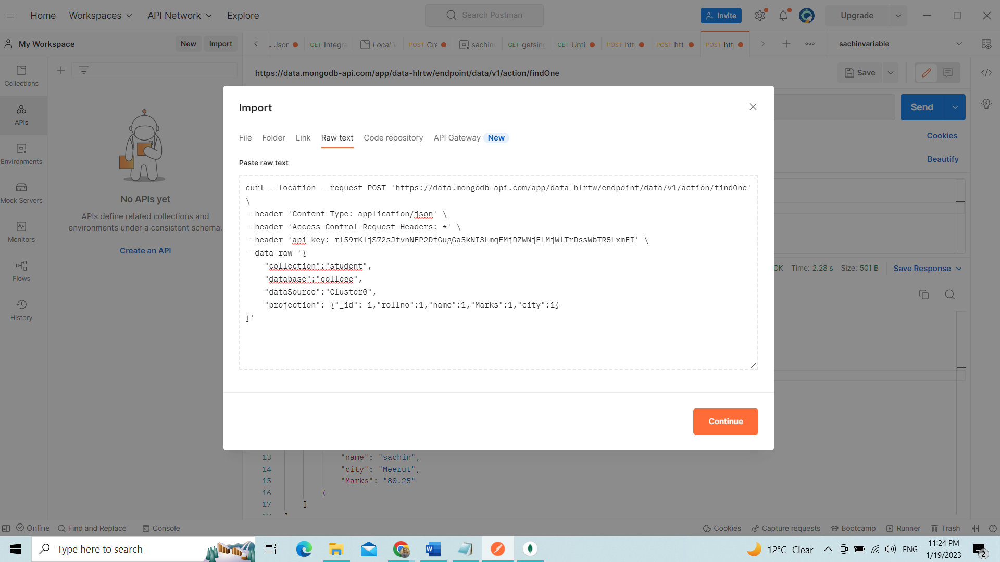 Home Workspaces API Network Explore Search Postman Invite Upgrade
My Workspace New Import Jsor GET Integra Local V POST Cre sachin GET getsing GET Unti POST htt POST htt POST htt sachinvariable
Collections
APIs
Environments
Mock Servers
Monitors
Flows
History
No APIs yet
APIs define related collections and
environments under a consistent schema.
Create an API
https://data.mongodb-api.com/app/data-hlrtw/endpoint/data/v1/action/findOne
Save
Send
Cookies
Beautify
Import
File Folder Link Raw text Code repository API Gateway New
Paste raw text
curl --location --request POST 'https://data.mongodb-api.com/app/data-hlrtw/endpoint/data/v1/action/findOne'
\
--header 'Content-Type: application/json' \
--header 'Access-Control-Request-Headers: *' \
--header 'api-key: rl59rKljS72sJfvnNEP2DfGugGa5kNI3LmqFMjDZWNjELMjWlTrDssWbTR5LxmEI' \
--data-raw '{
"collection":"student",
"database":"college",
"dataSource":"Cluster0",
"projection": {"_id": 1,"rollno":1,"name":1,"Marks":1,"city":1}
}'
Continue
OK Time: 2.28 s Size: 501 B Save Response
13 "name": "sachin",
14 "city": "Meerut",
15 "Marks": "80.25"
16 }
17 ]
Online Find and Replace Console Cookies Capture requests Bootcamp Runner Trash
Type here to search
12°C Clear ENG
11:24 PM
1/19/2023
2